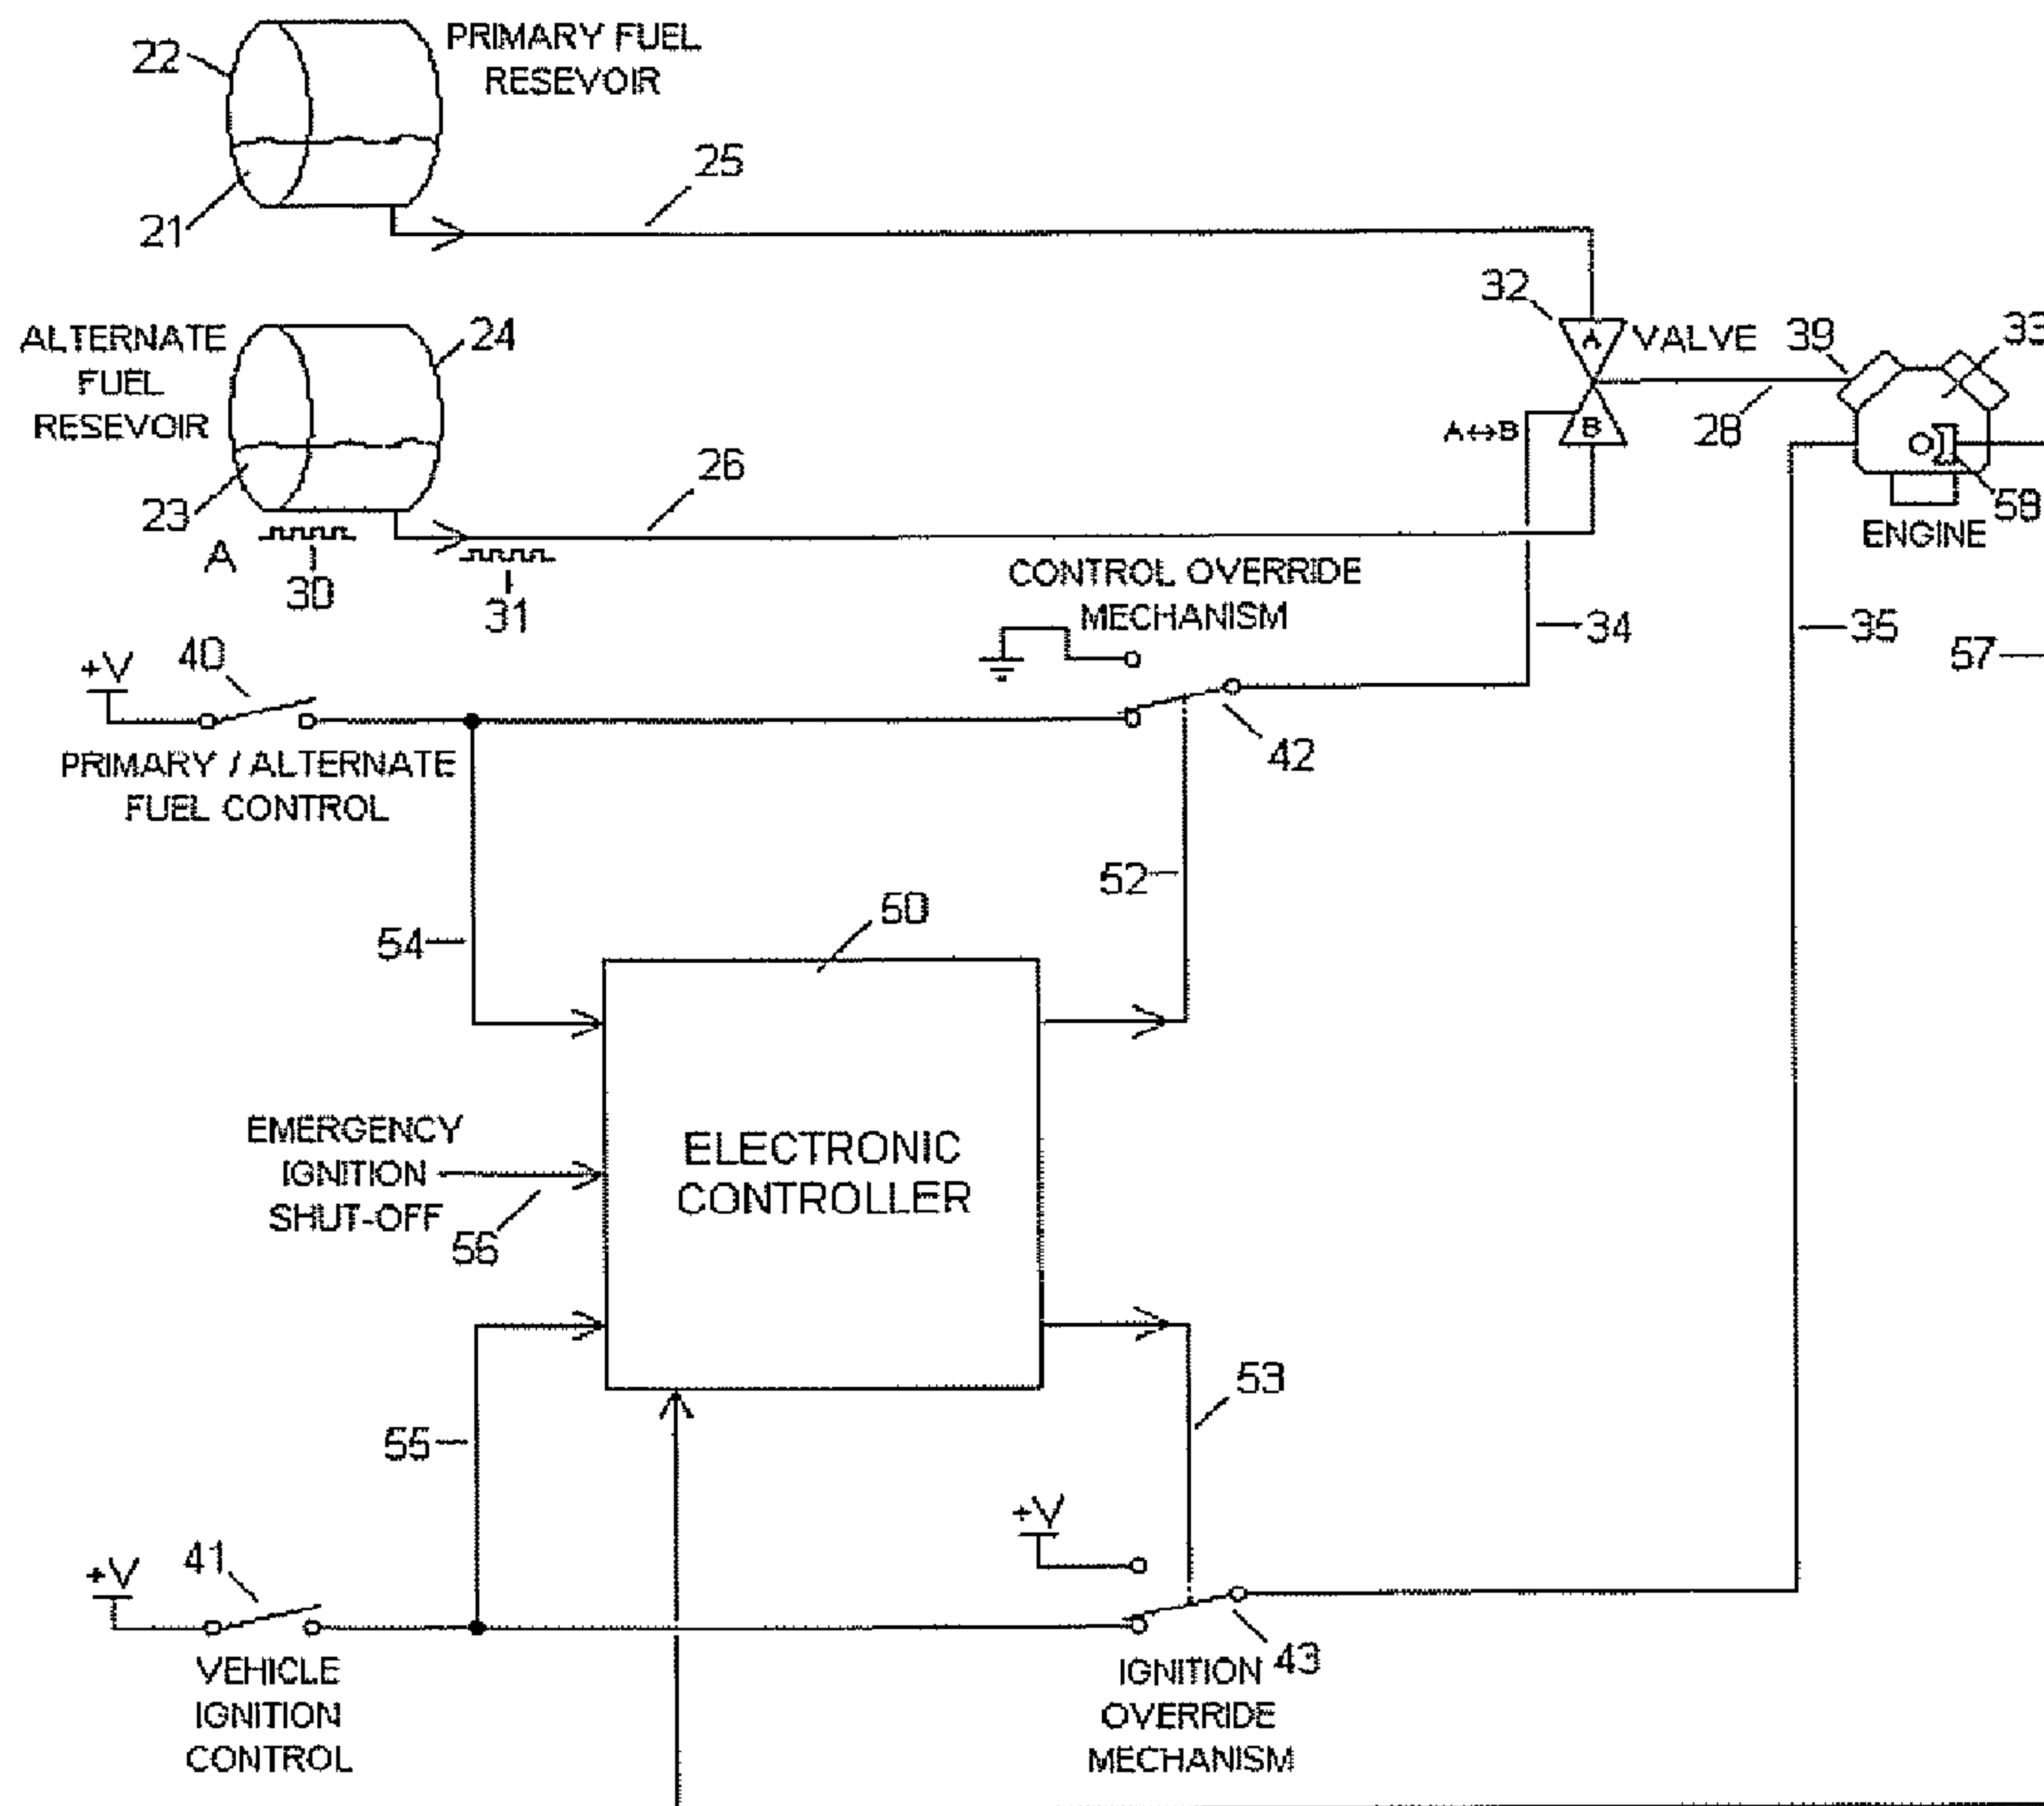 22
PRIMARY FUEL
RESEVOIR
21
25
ALTERNATE
FUEL
RESEVOIR
24
23
A
30
31
26
32
A
VALVE
B
A↔B
39
33
28
58
ENGINE
CONTROL OVERRIDE
MECHANISM
34
35
57
+V
40
PRIMARY / ALTERNATE
FUEL CONTROL
42
52
54
50
ELECTRONIC
CONTROLLER
EMERGENCY
IGNITION
SHUT-OFF
56
55
53
+V
41
VEHICLE
IGNITION
CONTROL
+V
43
IGNITION
OVERRIDE
MECHANISM